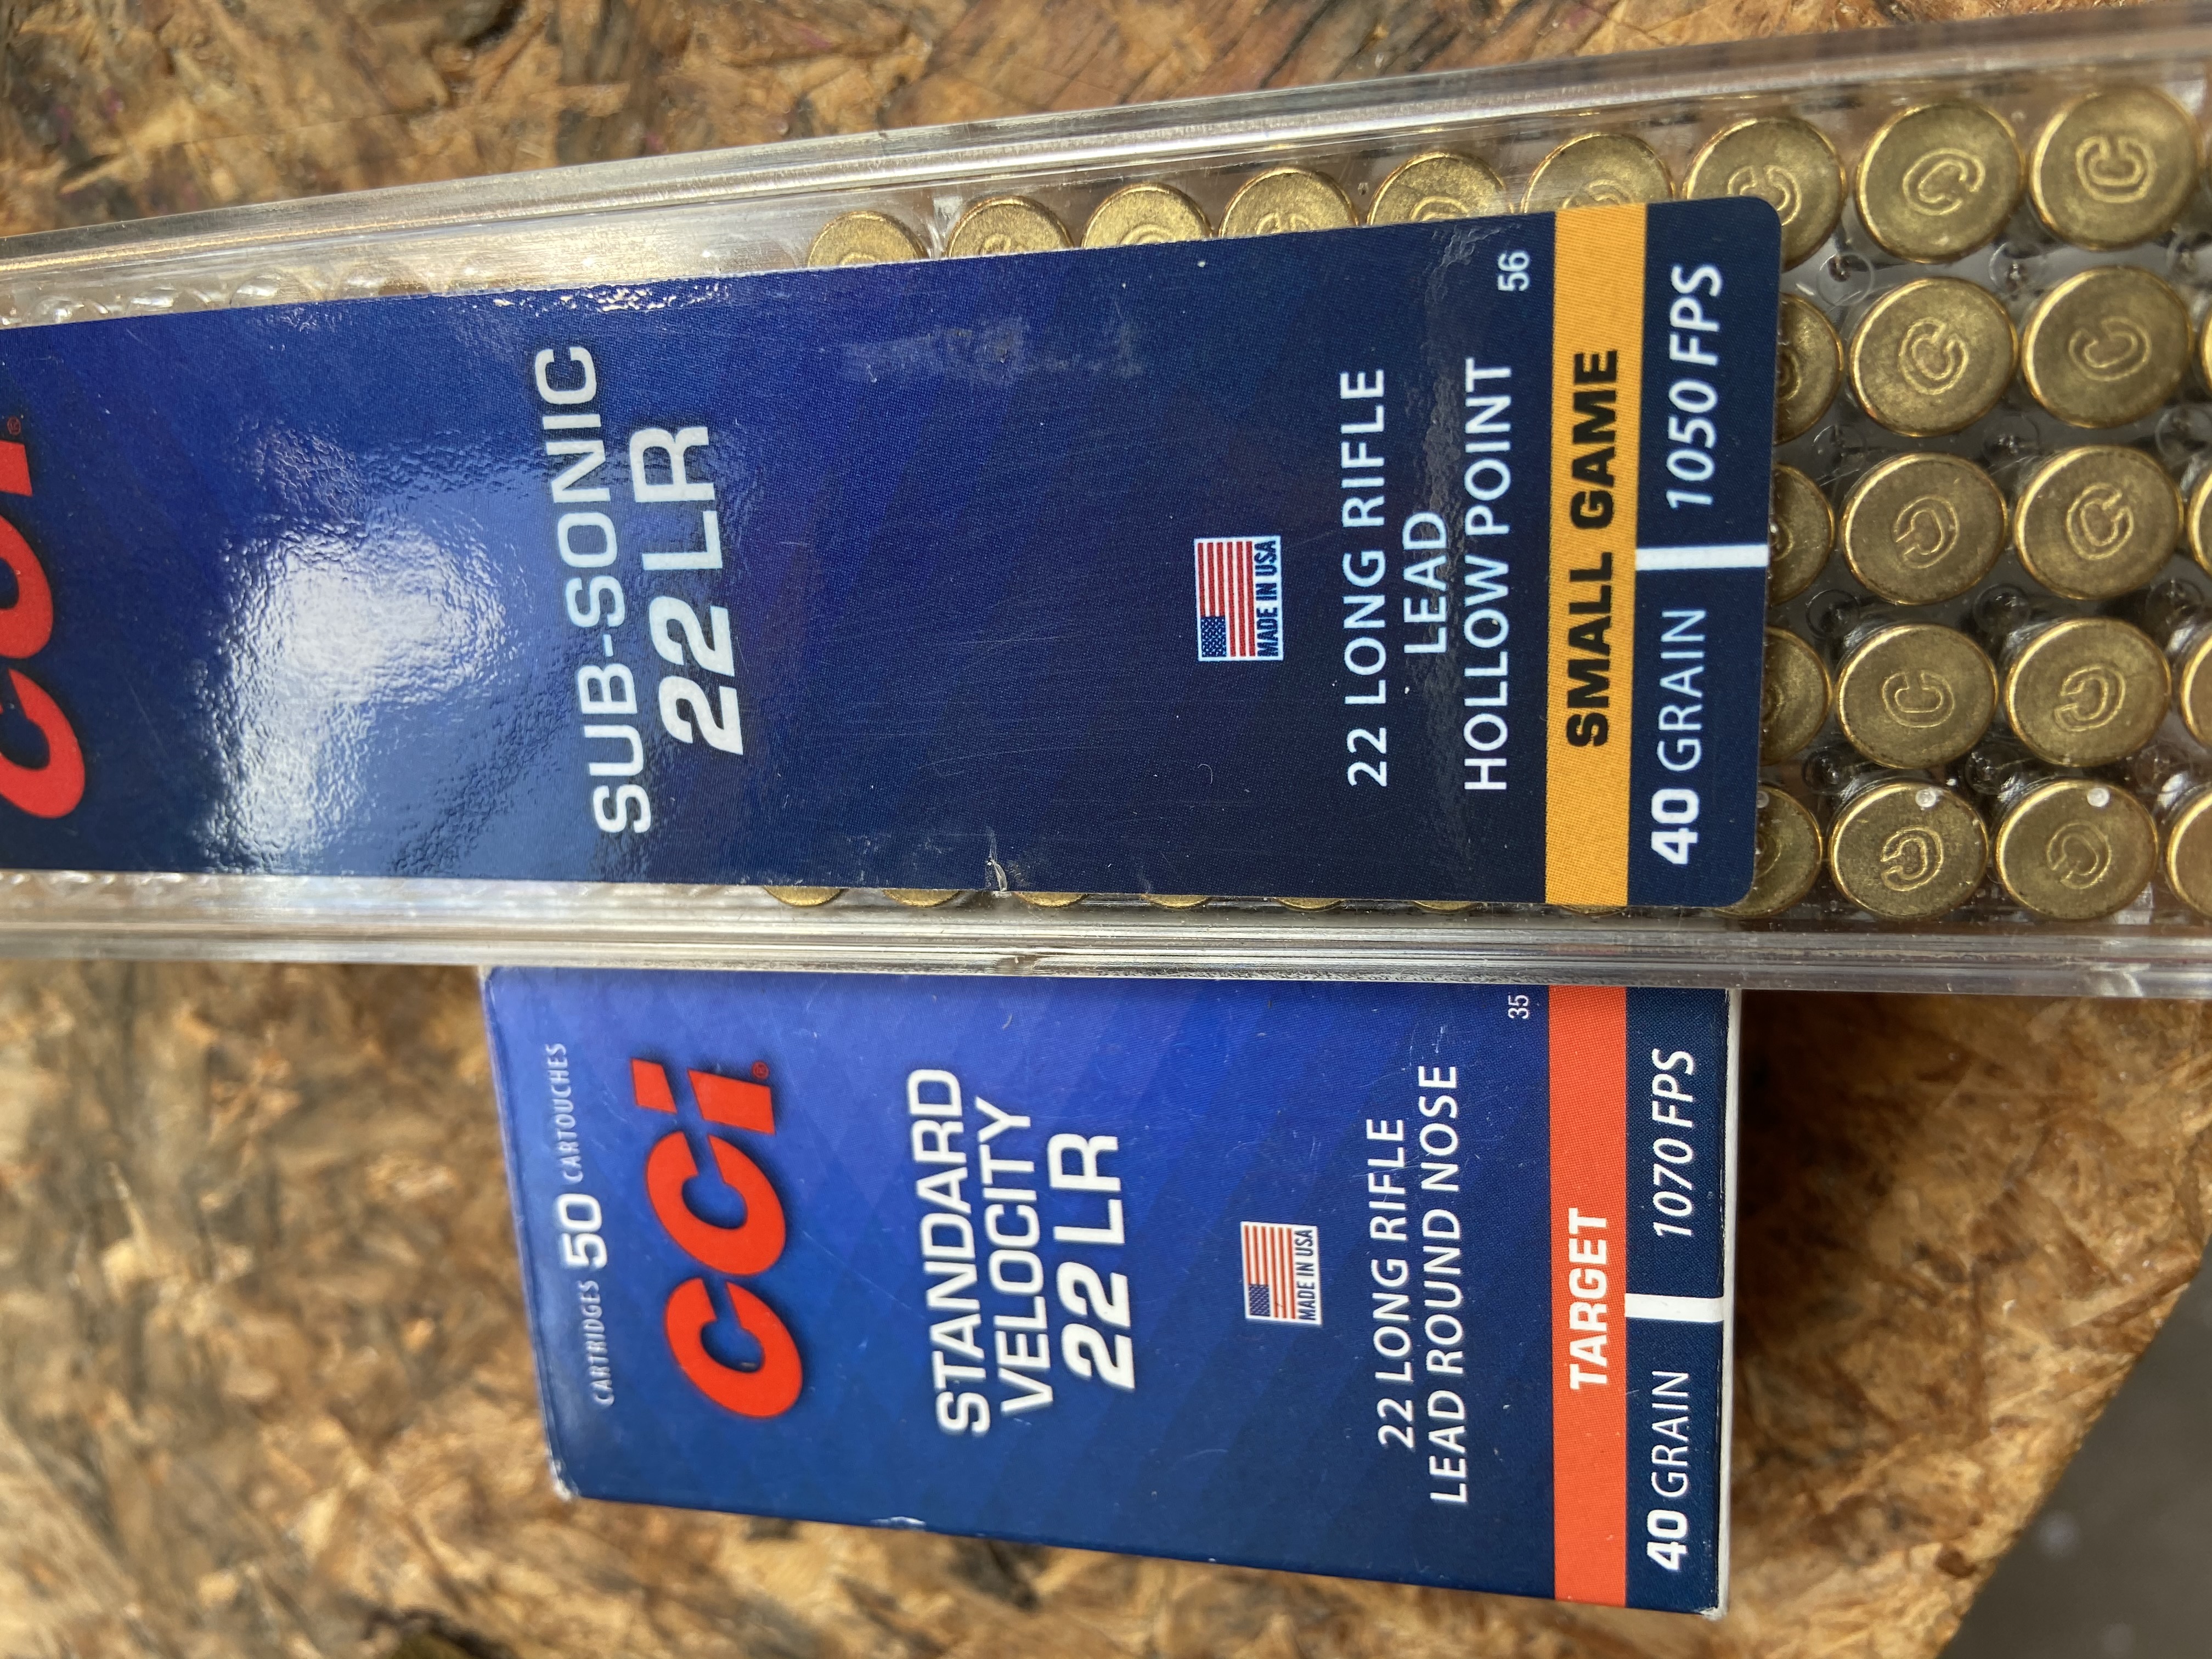 CCI®
SUB-SONIC
22 LR
MADE IN USA
22 LONG RIFLE
LEAD
HOLLOW POINT
56
SMALL GAME
40 GRAIN 1050 FPS
CARTRIDGES 50 CARTOUCHES
CCI®
STANDARD
VELOCITY
22 LR
MADE IN USA
22 LONG RIFLE
LEAD ROUND NOSE
35
TARGET
40 GRAIN 1070 FPS
C
C
C
C
C
C
C
C
C
C